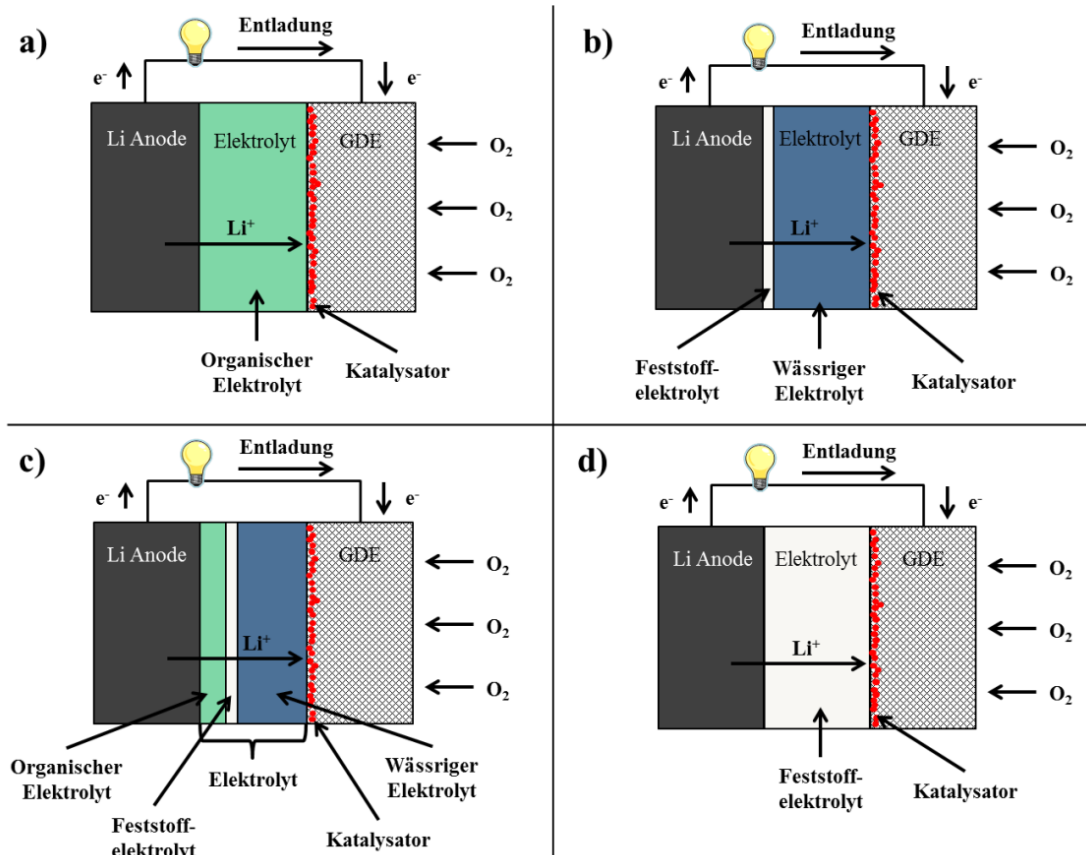 a)
Entladung
e⁻
e⁻
Li Anode
Elektrolyt
GDE
O₂
O₂
Li⁺
O₂
Organischer
Elektrolyt
Katalysator
b)
Entladung
e⁻
e⁻
Li Anode
Elektrolyt
GDE
O₂
O₂
Li⁺
O₂
Feststoff-
elektrolyt
Wässriger
Elektrolyt
Katalysator
c)
Entladung
e⁻
e⁻
Li Anode
GDE
O₂
O₂
Li⁺
O₂
Organischer
Elektrolyt
Elektrolyt
Wässriger
Elektrolyt
Feststoff-
elektrolyt
Katalysator
d)
Entladung
e⁻
e⁻
Li Anode
Elektrolyt
GDE
O₂
O₂
Li⁺
O₂
Feststoff-
elektrolyt
Katalysator